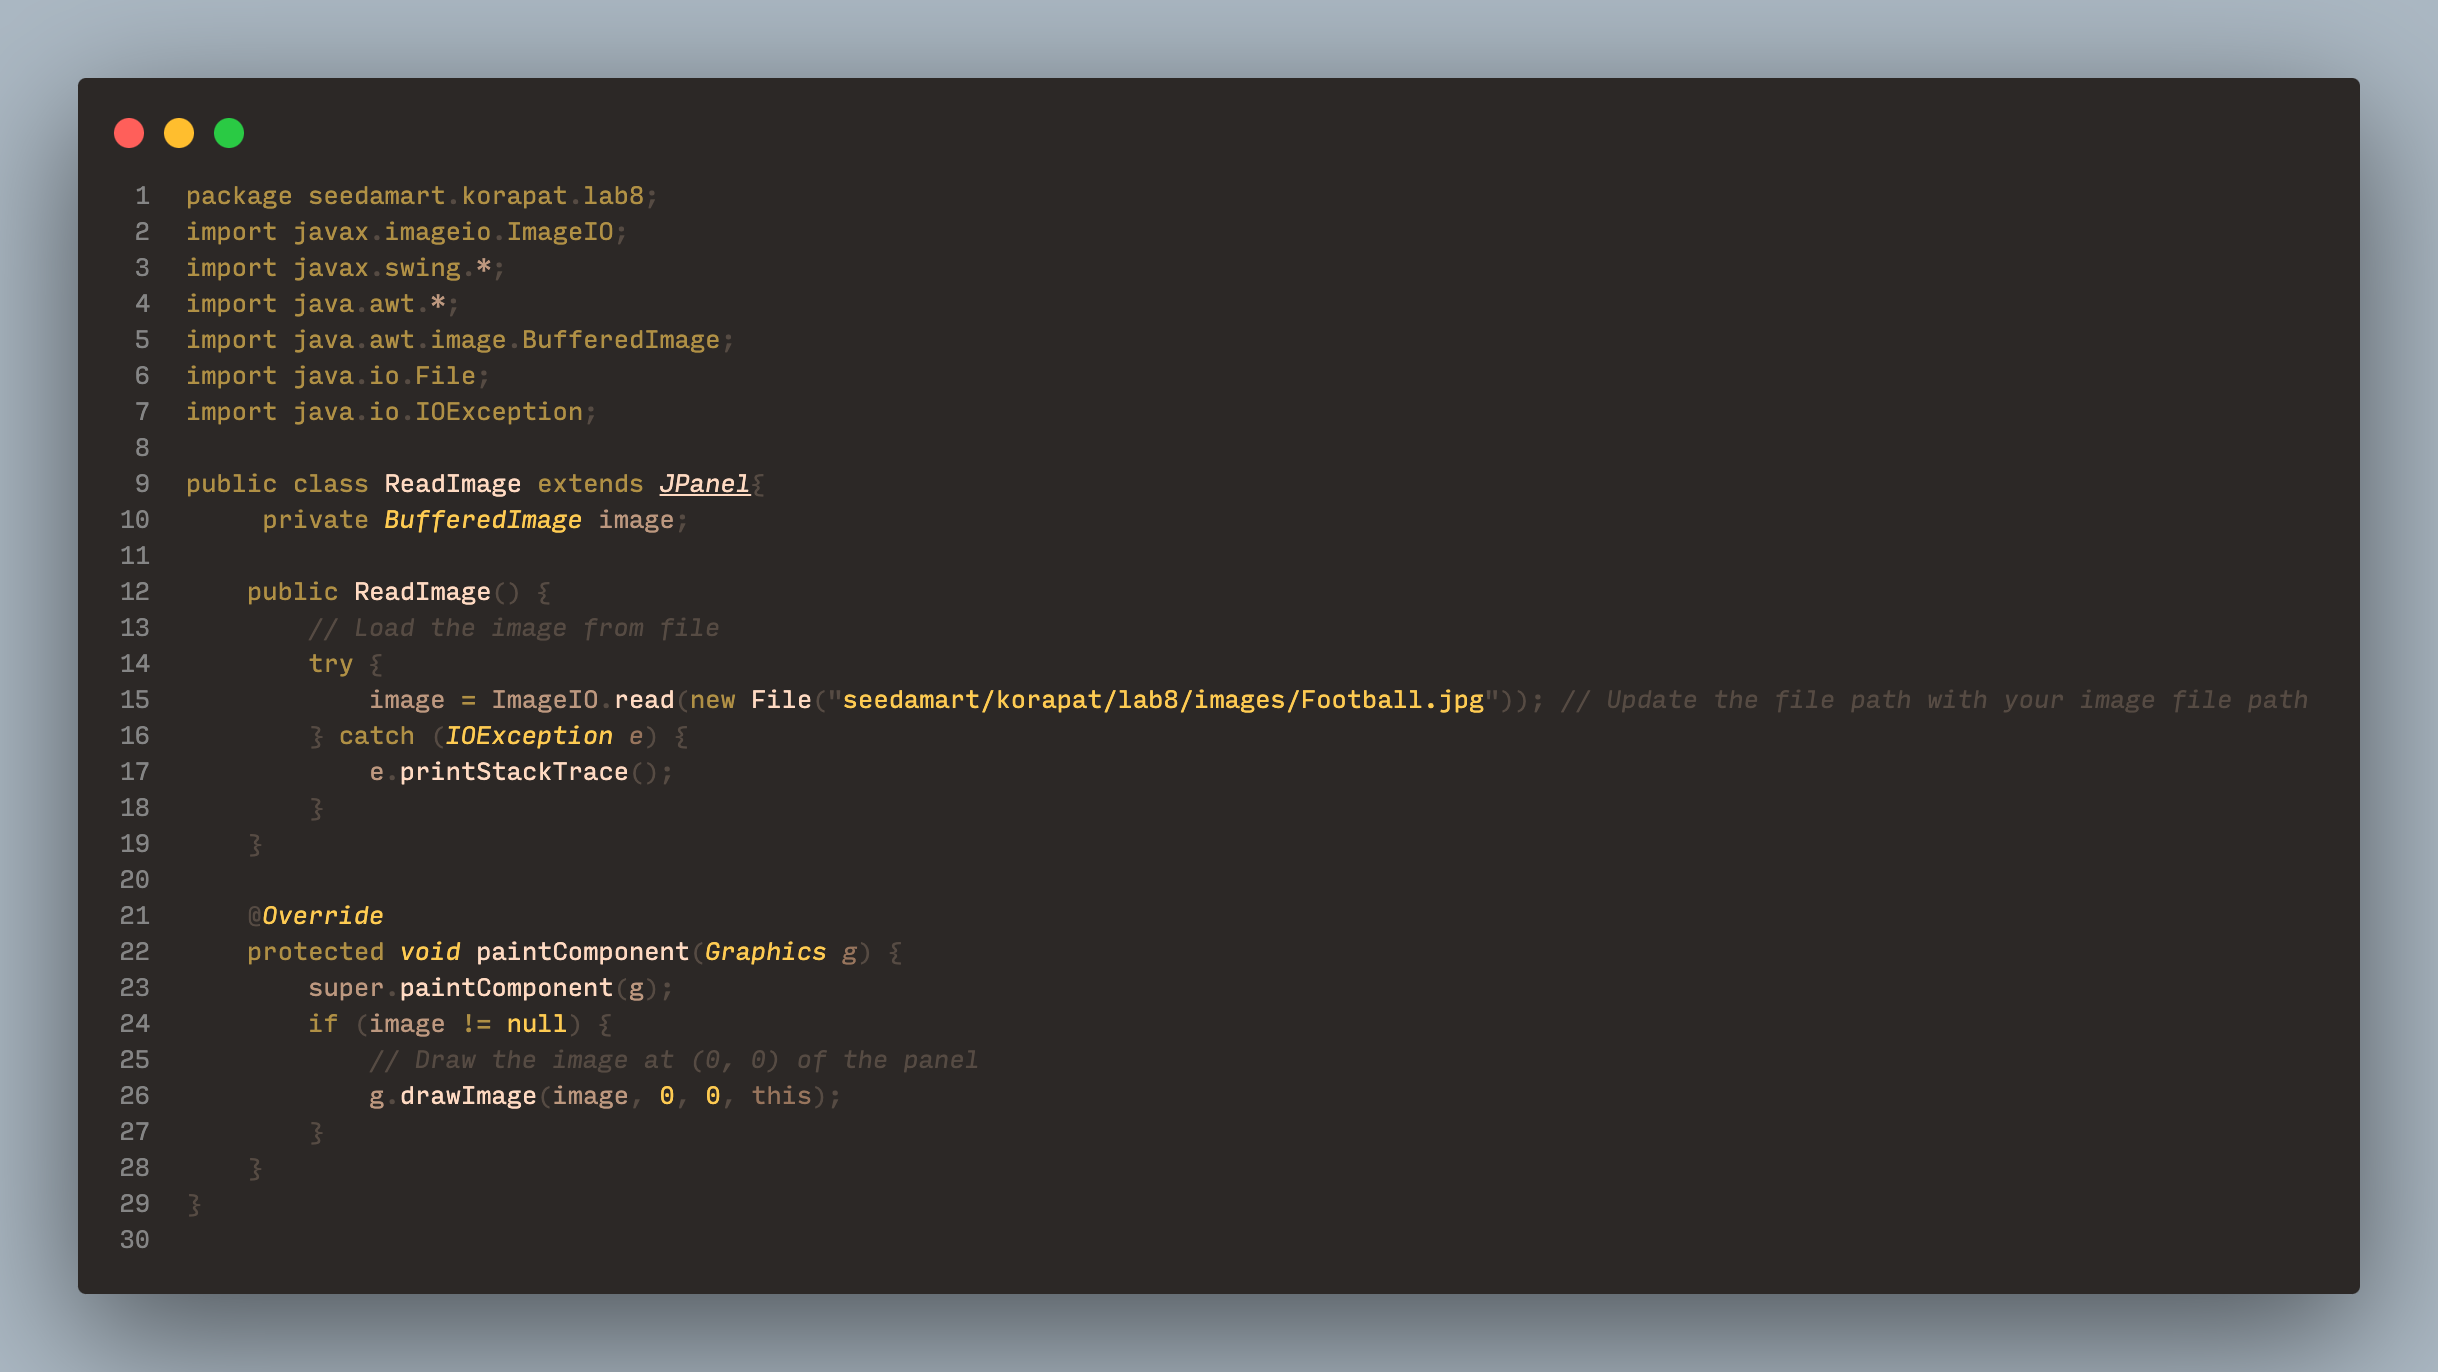 1 package seedamart.korapat.lab8;
2 import javax.imageio.ImageIO;
3 import javax.swing.*;
4 import java.awt.*;
5 import java.awt.image.BufferedImage;
6 import java.io.File;
7 import java.io.IOException;
8
9 public class ReadImage extends JPanel{
10      private BufferedImage image;
11
12     public ReadImage() {
13         // Load the image from file
14         try {
15             image = ImageIO.read(new File("seedamart/korapat/lab8/images/Football.jpg")); // Update the file path with your image file path
16         } catch (IOException e) {
17             e.printStackTrace();
18         }
19     }
20
21     @Override
22     protected void paintComponent(Graphics g) {
23         super.paintComponent(g);
24         if (image != null) {
25             // Draw the image at (0, 0) of the panel
26             g.drawImage(image, 0, 0, this);
27         }
28     }
29 }
30